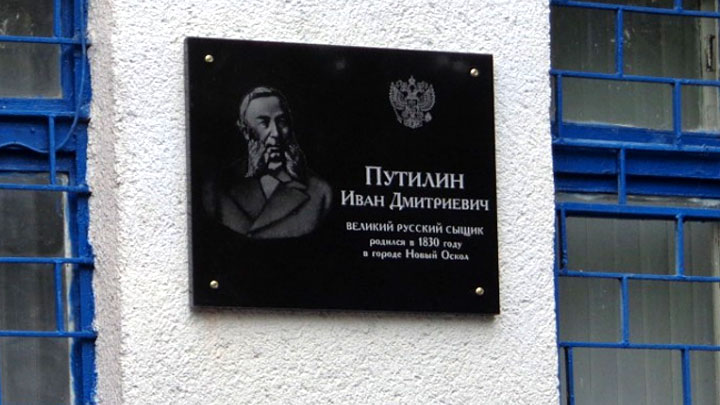 ПУТИЛИН
ИВАН ДМИТРИЕВИЧ
ВЕЛИКИЙ РУССКИЙ СЫЩИК
родился в 1830 году
в городе Новый Оскол